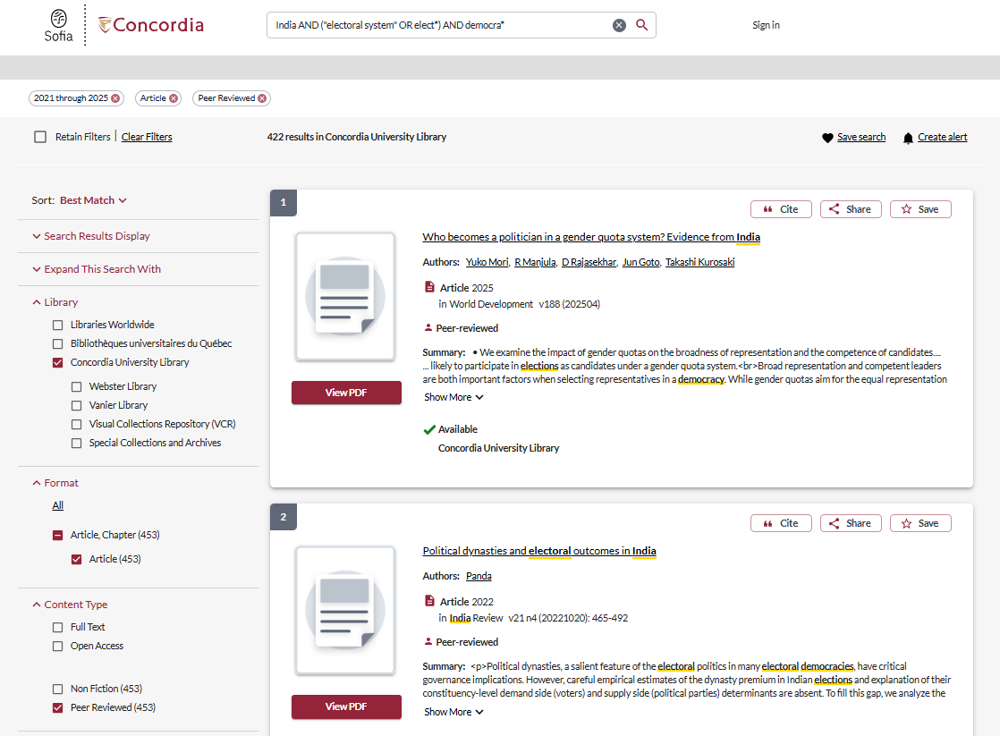 Sofia
Concordia
India AND ("electoral system" OR elect*) AND democra*
Sign in
2021 through 2025
Article
Peer Reviewed
Retain Filters | Clear Filters
422 results in Concordia University Library
Save search
Create alert
Sort: Best Match
Search Results Display
Expand This Search With
Library
Libraries Worldwide
Bibliothèques universitaires du Québec
Concordia University Library
Webster Library
Vanier Library
Visual Collections Repository (VCR)
Special Collections and Archives
Format
All
Article, Chapter (453)
Article (453)
Content Type
Full Text
Open Access
Non Fiction (453)
Peer Reviewed (453)
1
Cite
Share
Save
Who becomes a politician in a gender quota system? Evidence from India
Authors: Yuko Mori, R Manjula, D Rajasekhar, Jun Goto, Takashi Kurosaki
Article 2025
in World Development v188 (202504)
Peer-reviewed
Summary: • We examine the impact of gender quotas on the broadness of representation and the competence of candidates....
... likely to participate in elections as candidates under a gender quota system.<br>Broad representation and competent leaders
are both important factors when selecting representatives in a democracy. While gender quotas aim for the equal representation
Show More
View PDF
Available
Concordia University Library
2
Cite
Share
Save
Political dynasties and electoral outcomes in India
Authors: Panda
Article 2022
in India Review v21 n4 (20221020): 465-492
Peer-reviewed
Summary: <p>Political dynasties, a salient feature of the electoral politics in many electoral democracies, have critical
governance implications. However, careful empirical estimates of the dynasty premium in Indian elections and explanation of their
constituency-level demand side (voters) and supply side (political parties) determinants are absent. To fill this gap, we analyze the
Show More
View PDF